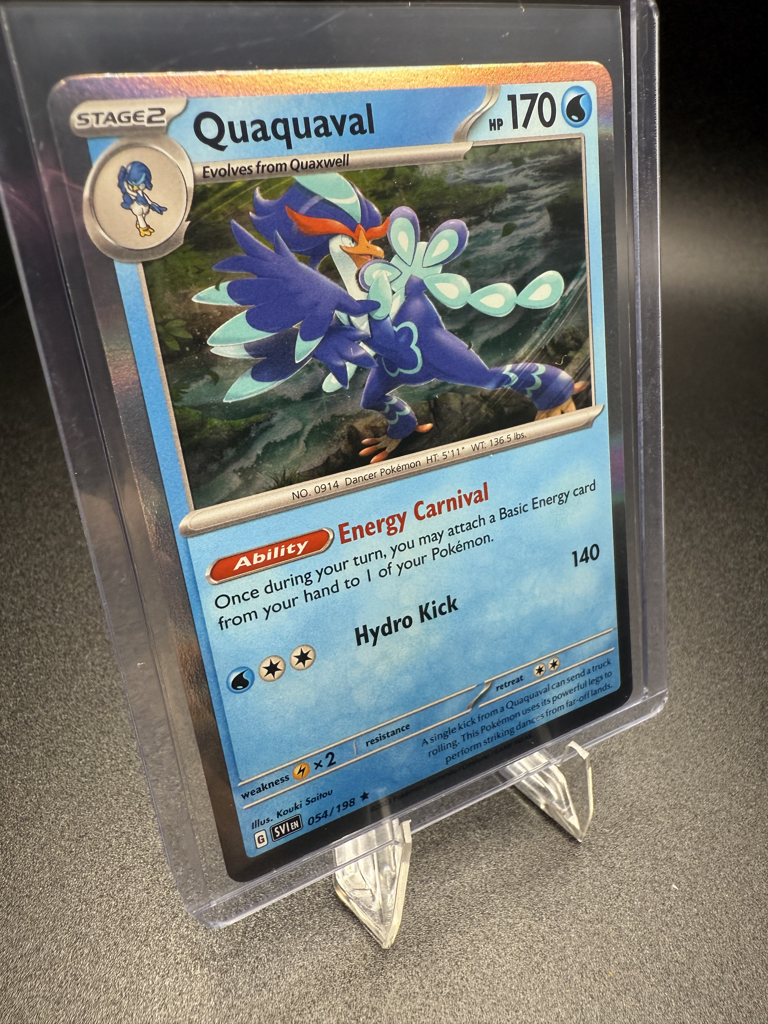 STAGE2
Quaquaval
HP 170
Evolves from Quaxwell
NO. 0914 Dancer Pokémon HT. 5'11" WT. 136.5 lbs.
Ability Energy Carnival
Once during your turn, you may attach a Basic Energy card
from your hand to 1 of your Pokémon.
Hydro Kick 140
weakness ×2 resistance retreat
A single kick from a Quaquaval can send a truck
rolling. This Pokémon uses its powerful legs to
perform striking dances from far-off lands.
Illus. Kouki Saitou
G SVI EN 054/198